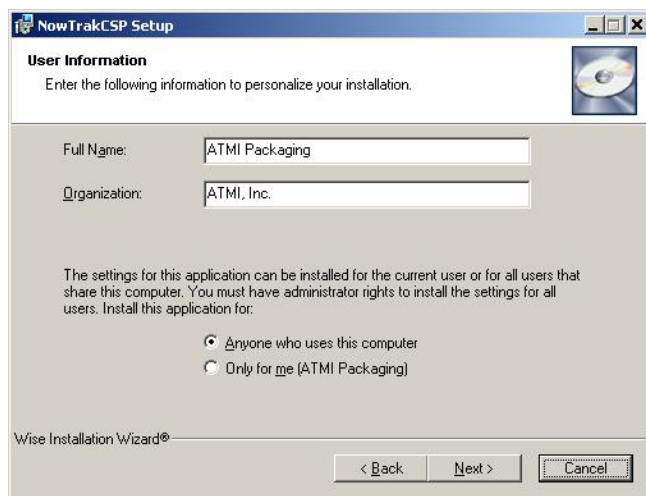 NowTrakCSP Setup
User Information
Enter the following information to personalize your installation.
Full Name:
ATMI Packaging
Organization:
ATMI, Inc.
The settings for this application can be installed for the current user or for all users that
share this computer. You must have administrator rights to install the settings for all
users. Install this application for:
Anyone who uses this computer
Only for me (ATMI Packaging)
Wise Installation Wizard®
< Back
Next >
Cancel